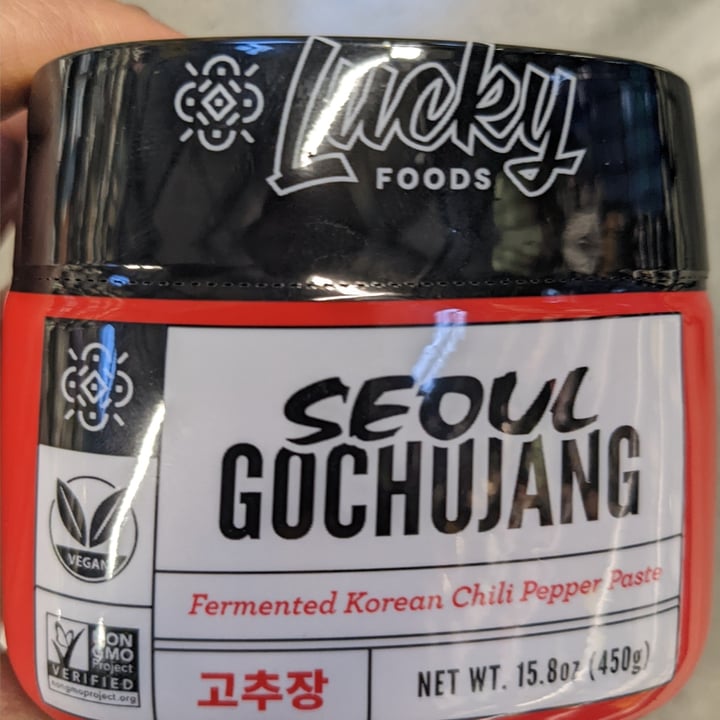 Lucky
FOODS
SEOUL
GOCHUJANG
VEGAN
Fermented Korean Chili Pepper Paste
NON
GMO
Project
VERIFIED
nongmoproject.org
고추장
NET WT. 15.8oz (450g)